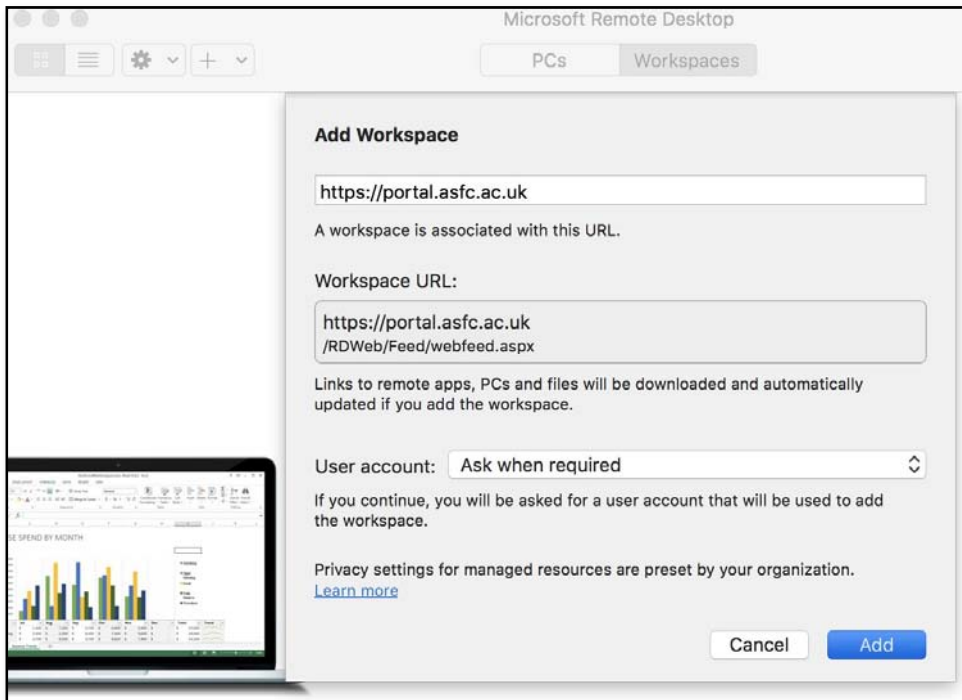 Microsoft Remote Desktop
PCs
Workspaces
Add Workspace
https://portal.asfc.ac.uk
A workspace is associated with this URL.
Workspace URL:
https://portal.asfc.ac.uk
/RDWeb/Feed/webfeed.aspx
Links to remote apps, PCs and files will be downloaded and automatically
updated if you add the workspace.
User account: Ask when required
If you continue, you will be asked for a user account that will be used to add
the workspace.
SE SPEND BY MONTH
Privacy settings for managed resources are preset by your organization.
Learn more
Cancel
Add